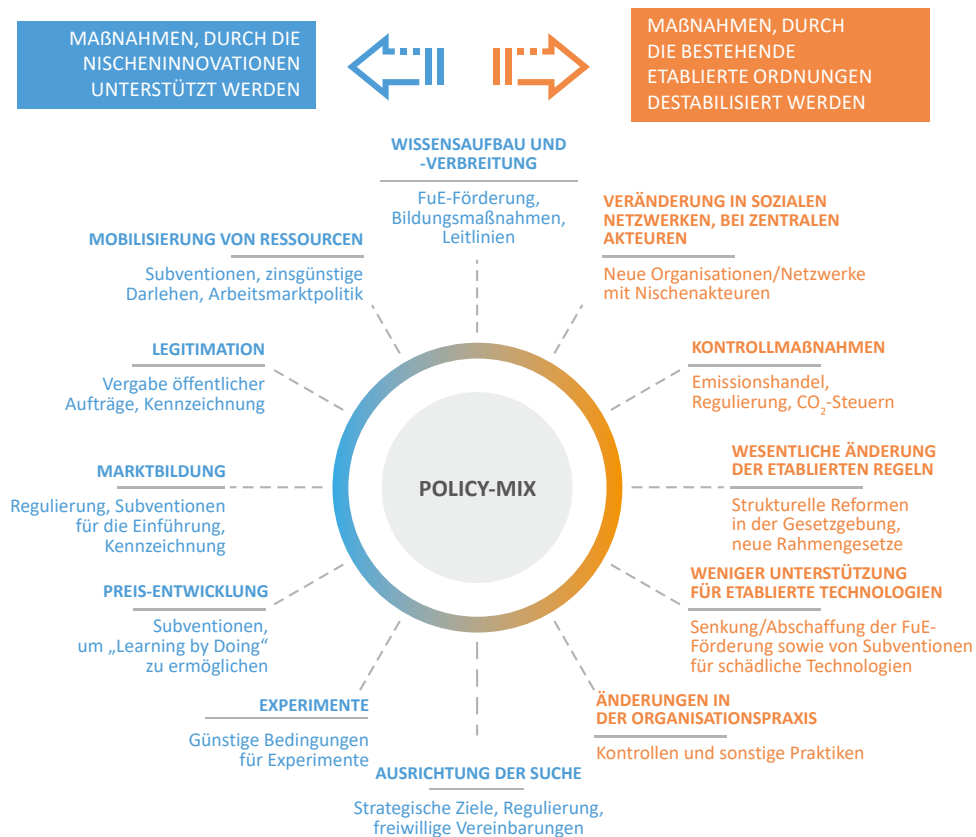 MAßNAHMEN, DURCH DIE
NISCHENINNOVATIONEN
UNTERSTÜTZT WERDEN
MAßNAHMEN, DURCH
DIE BESTEHENDE
ETABLIERTE ORDNUNGEN
DESTABILISIERT WERDEN
WISSENSAUFBAU UND
-VERBREITUNG
FuE-Förderung,
Bildungsmaßnahmen,
Leitlinien
MOBILISIERUNG VON RESSOURCEN
Subventionen, zinsgünstige
Darlehen, Arbeitsmarktpolitik
LEGITIMATION
Vergabe öffentlicher
Aufträge, Kennzeichnung
MARKTBILDUNG
Regulierung, Subventionen
für die Einführung,
Kennzeichnung
PREIS-ENTWICKLUNG
Subventionen,
um „Learning by Doing“
zu ermöglichen
EXPERIMENTE
Günstige Bedingungen
für Experimente
AUSRICHTUNG DER SUCHE
Strategische Ziele, Regulierung,
freiwillige Vereinbarungen
VERÄNDERUNG IN SOZIALEN
NETZWERKEN, BEI ZENTRALEN
AKTEUREN
Neue Organisationen/Netzwerke
mit Nischenakteuren
KONTROLLMAßNAHMEN
Emissionshandel,
Regulierung, CO₂-Steuern
WESENTLICHE ÄNDERUNG
DER ETABLIERTEN REGELN
Strukturelle Reformen
in der Gesetzgebung,
neue Rahmengesetze
WENIGER UNTERSTÜTZUNG
FÜR ETABLIERTE TECHNOLOGIEN
Senkung/Abschaffung der FuE-
Förderung sowie von Subventionen
für schädliche Technologien
ÄNDERUNGEN IN
DER ORGANISATIONSPRAXIS
Kontrollen und sonstige Praktiken
POLICY-MIX